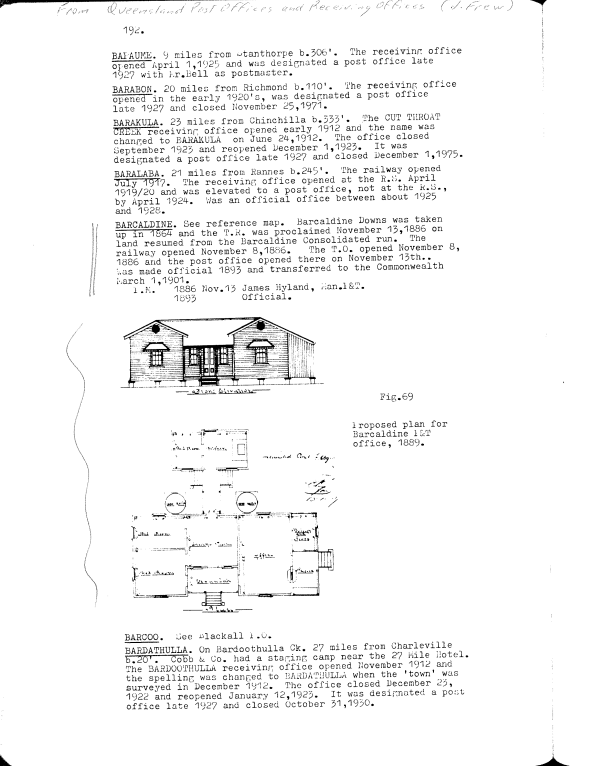 From Queensland Post Offices and Receiving Offices (J. Frew)
192.
BAPAUME. 9 miles from Stanthorpe b.306'. The receiving office
opened April 1,1925 and was designated a post office late
1927 with Mr.Bell as postmaster.
BARABON. 20 miles from Richmond b.110'. The receiving office
opened in the early 1920's, was designated a post office
late 1927 and closed November 25,1971.
BARAKULA. 23 miles from Chinchilla b.333'. The CUT THROAT
CREEK receiving office opened early 1912 and the name was
changed to BARAKULA on June 24,1912. The office closed
September 1923 and reopened December 1,1923. It was
designated a post office late 1927 and closed December 1,1975.
BARALABA. 21 miles from Rannes b.245'. The railway opened
July 1917. The receiving office opened at the R.S. April
1919/20 and was elevated to a post office, not at the R.S.,
by April 1924. Was an official office between about 1925
and 1928.
BARCALDINE. See reference map. Barcaldine Downs was taken
up in 1864 and the T.R. was proclaimed November 13,1886 on
land resumed from the Barcaldine Consolidated run. The
railway opened November 8,1886. The T.O. opened November 8,
1886 and the post office opened there on November 13th..
Was made official 1893 and transferred to the Commonwealth
March 1,1901.
P.M. 1886 Nov.13 James Hyland, Man.P&T.
1893 Official.
Front Elevation
Fig.69
Proposed plan for
Barcaldine P&T
office, 1889.
Bed Room Kitchen
Bed Room
Office
Bed Room
BARCOO. See Blackall P.O.
BARDATHULLA. On Bardoothulla Ck. 27 miles from Charleville
b.20'. Cobb & Co. had a staging camp near the 27 Mile Hotel.
The BARDOOTHULLA receiving office opened November 1912 and
the spelling was changed to BARDATHULLA when the 'town' was
surveyed in December 1912. The office closed December 23,
1922 and reopened January 12,1923. It was designated a post
office late 1927 and closed October 31,1930.